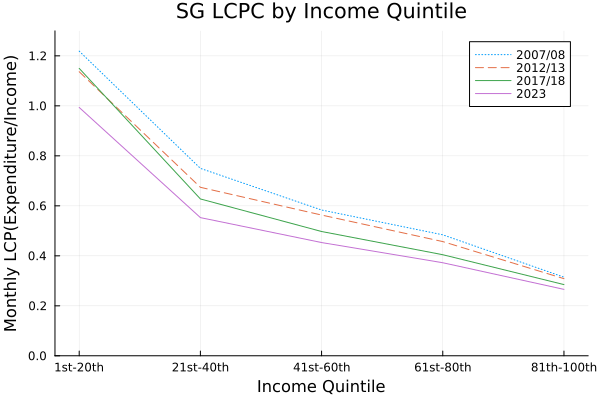 SG LCPC by Income Quintile
Monthly LCP(Expenditure/Income)
1.2
1.0
0.8
0.6
0.4
0.2
0.0
2007/08
2012/13
2017/18
2023
1st-20th 21st-40th 41st-60th 61st-80th 81th-100th
Income Quintile